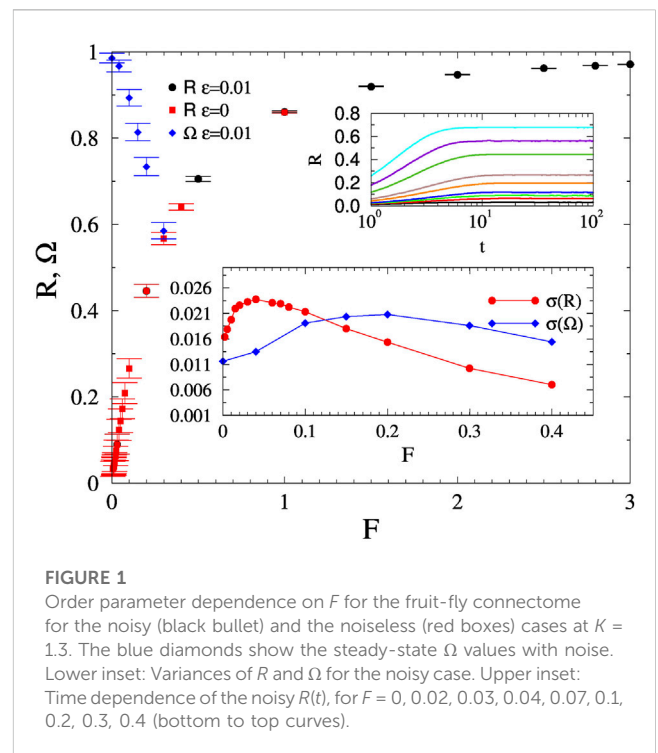 1
0.8
0.6
0.4
0.2
0
R, Ω
R ε=0.01
R ε=0
Ω ε=0.01
0.8
0.6
0.4
0.2
0.0
R
10^0
10^1
10^2
t
0.026
0.021
0.016
0.011
0.006
0.001
σ(R)
σ(Ω)
0
0.1
0.2
0.3
0.4
F
0
1
2
3
F
FIGURE 1
Order parameter dependence on F for the fruit-fly connectome
for the noisy (black bullet) and the noiseless (red boxes) cases at K =
1.3. The blue diamonds show the steady-state Ω values with noise.
Lower inset: Variances of R and Ω for the noisy case. Upper inset:
Time dependence of the noisy R(t), for F = 0, 0.02, 0.03, 0.04, 0.07, 0.1,
0.2, 0.3, 0.4 (bottom to top curves).